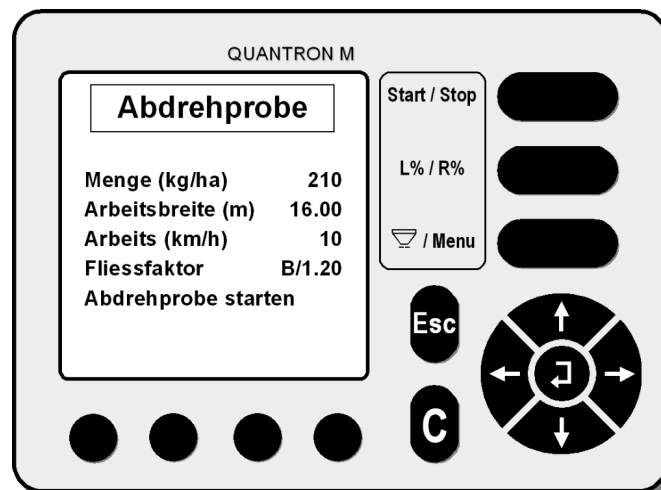 QUANTRON M
Abdrehprobe
Menge (kg/ha) 210
Arbeitsbreite (m) 16.00
Arbeits (km/h) 10
Fliessfaktor B/1.20
Abdrehprobe starten
Start / Stop
L% / R%
/ Menu
Esc
C